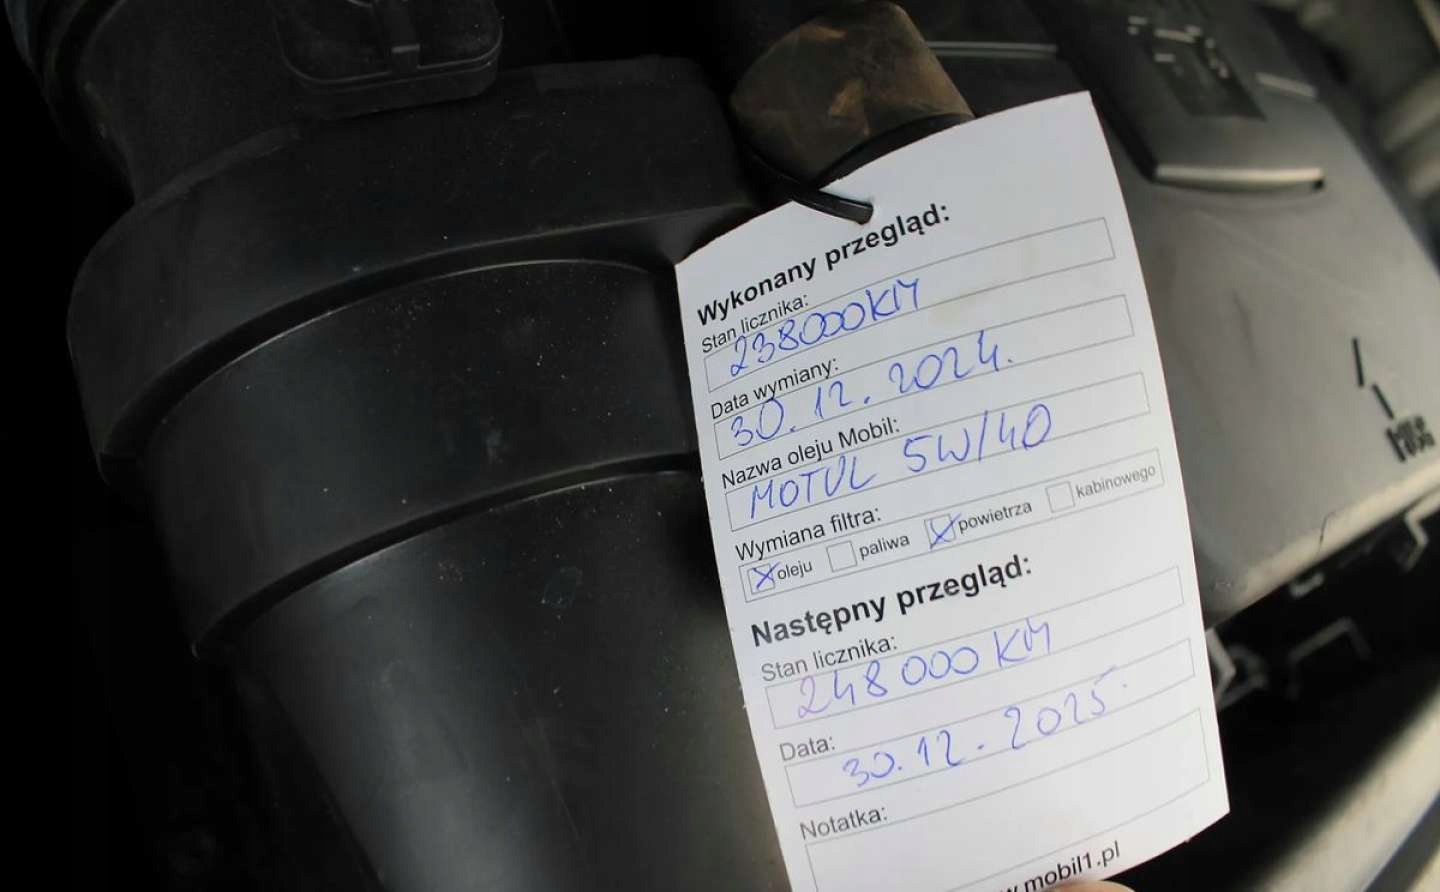 Wykonany przegląd:
Stan licznika:
238000KM
Data wymiany:
30.12.2024.
Nazwa oleju Mobil:
MOTUL 5W/40
Wymiana filtra:
oleju paliwa powietrza kabinowego
Następny przegląd:
Stan licznika:
248 000 KM
Data:
30.12.2025.
Notatka:
mobil1.pl